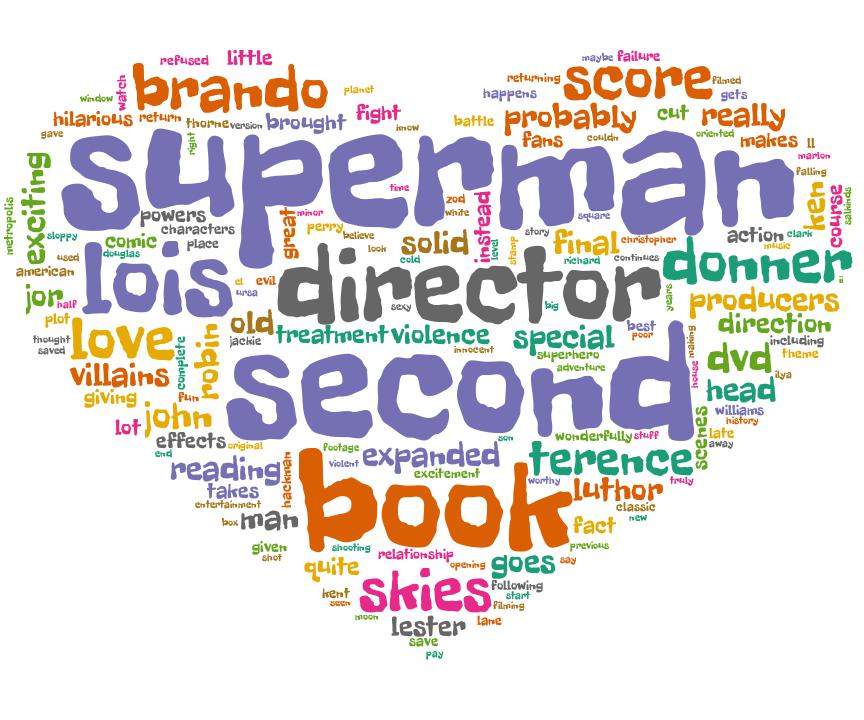 maybe failure
refused little
returning score filmed
brando planet
window watch happens gets
hilarious return thorne version brought fight battle probably cut really
gave right know fans couldn oriented makes ll
superman
marlon
falling
exciting time zod white instead square ken course salkinds
metropolis powers minor
sloppy characters great perry story christopher action clark
comic place believe solid level stamp final music
used douglas look cold richard continues donner
american lois el evil director
jon half ursa sexy big years producers
plot old treatment violence special best direction
love robin jackie poor including
thought saved complete innocent superhero making dvd theme
villains adventure house ilya
giving fun second head
lot john williams
effects original son wonderfully stuff scenes late history
end footage away
reading hackman violent expanded terence
takes excitement worthy luthor truly
entertainment book classic
box man fact new
given shooting relationship previous
shot quite opening goes say
kent skies following
seen start
moon filming
lester lane
save
pay